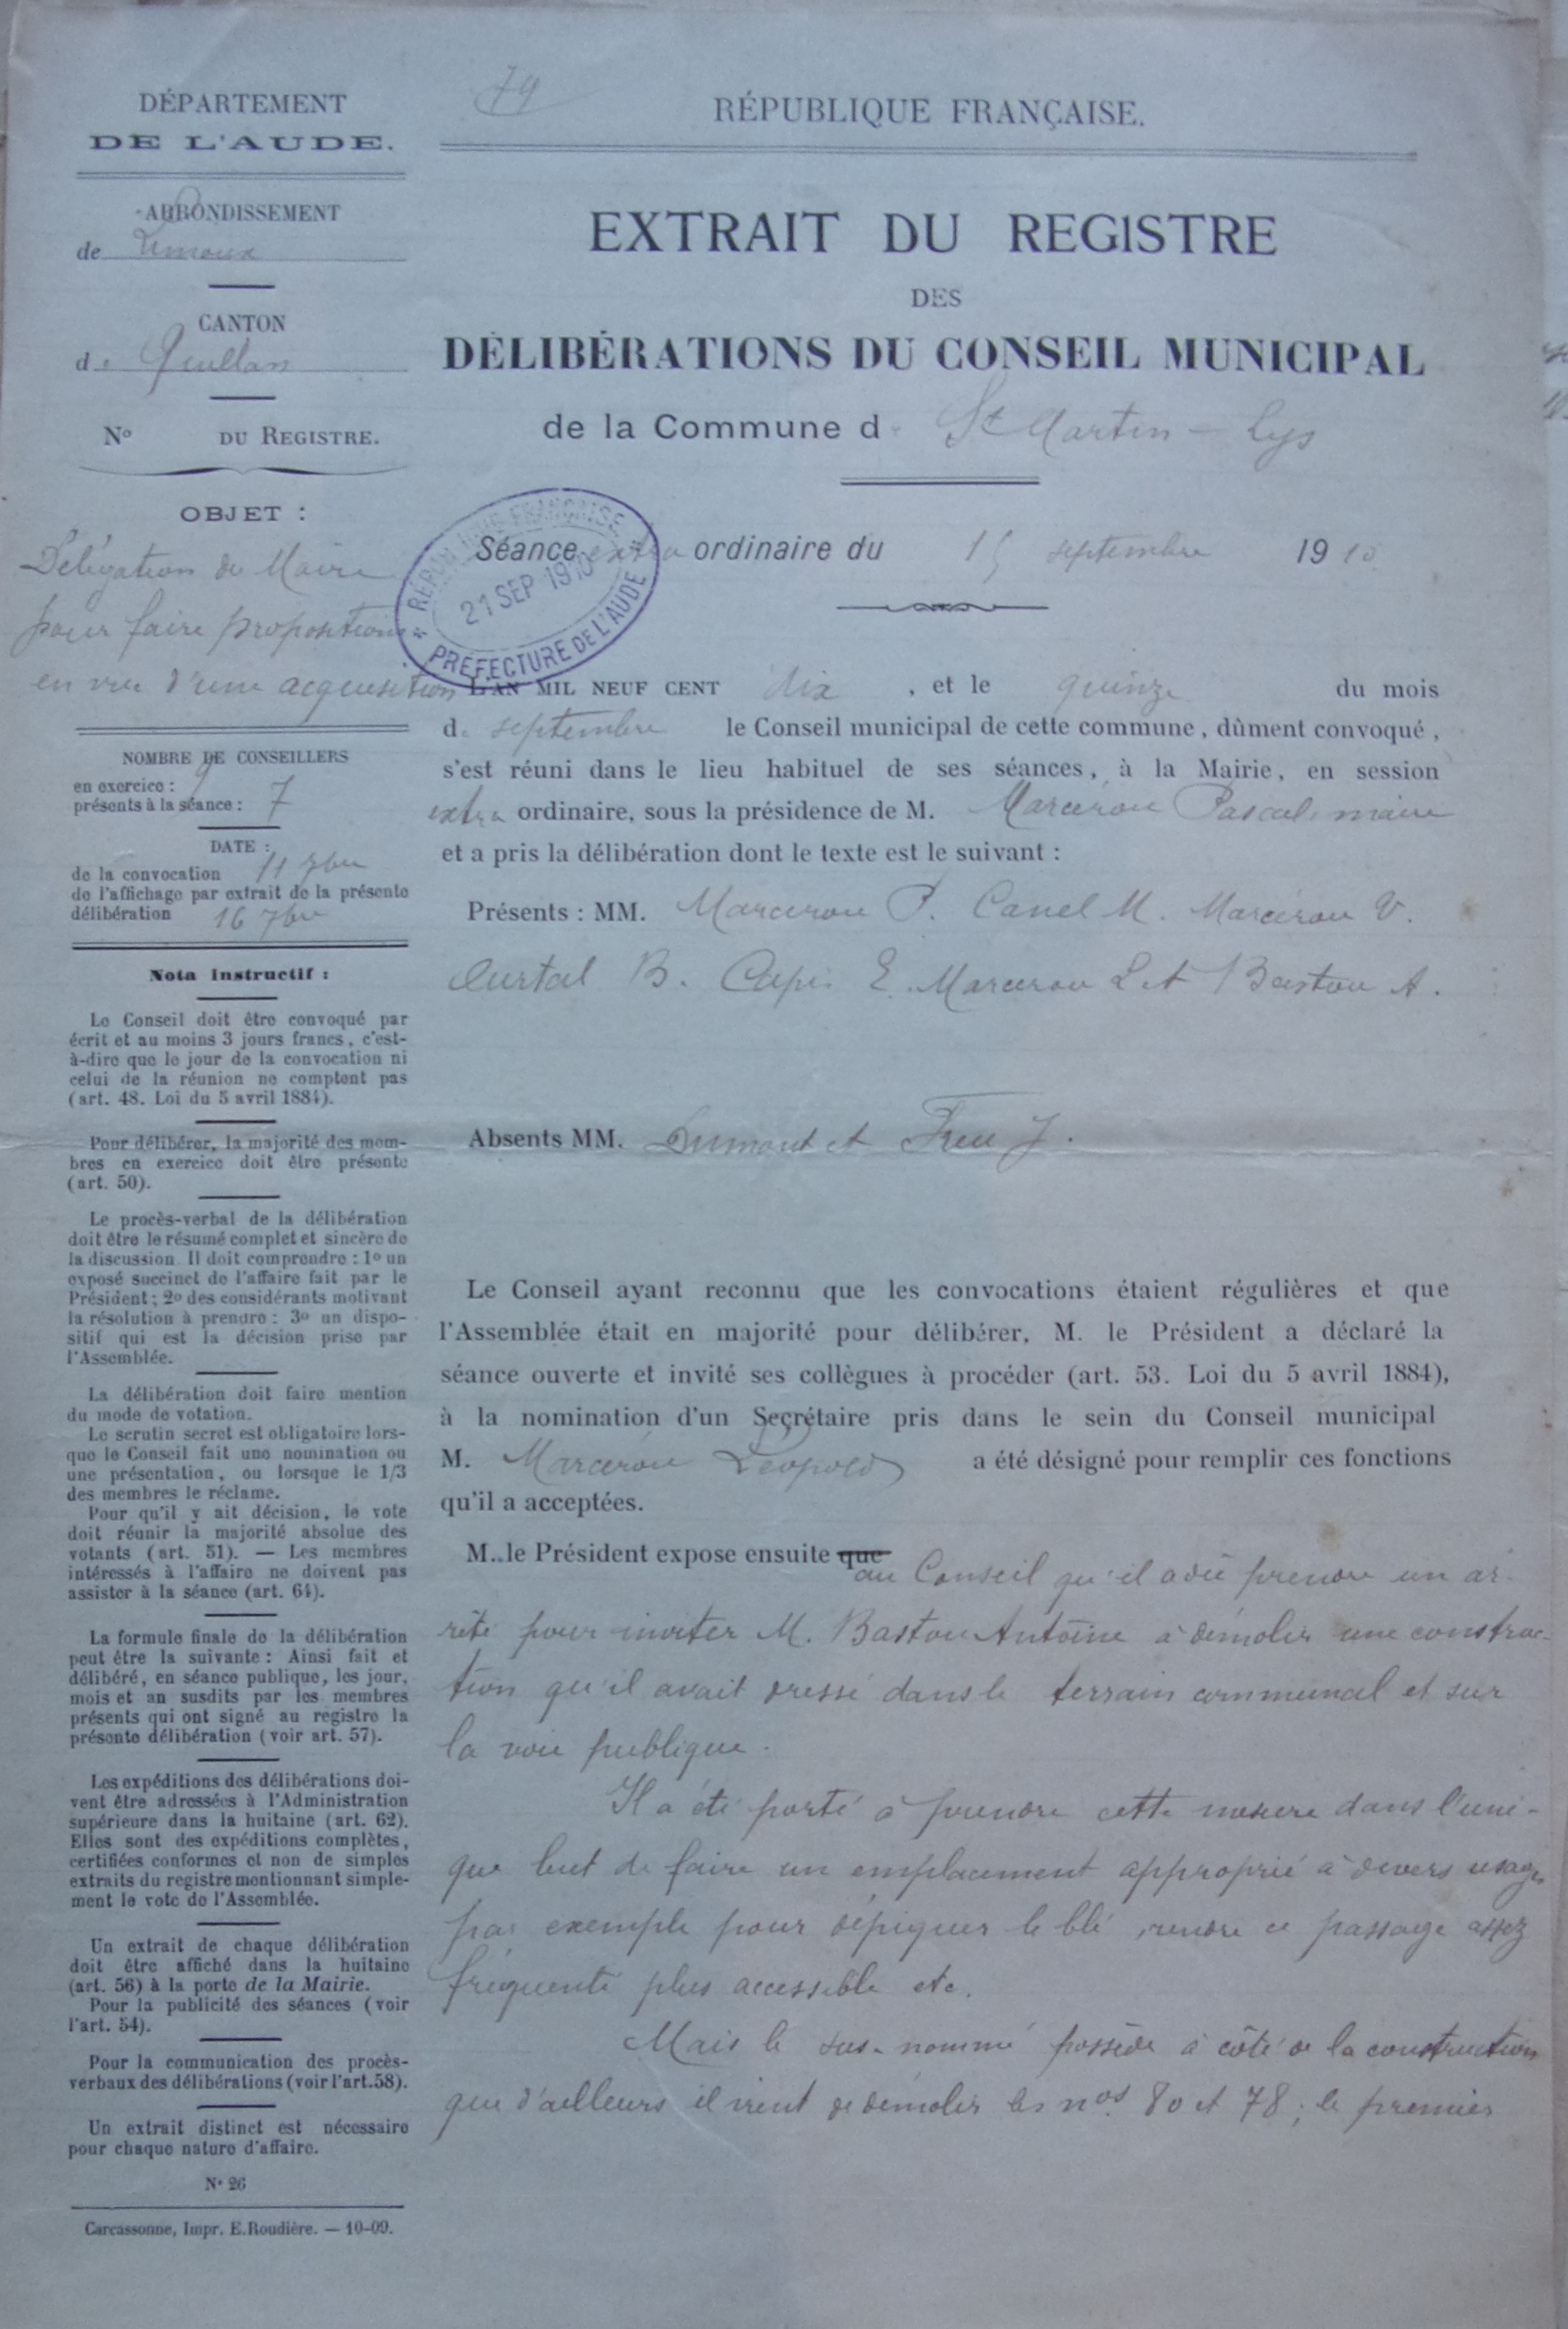 79
DÉPARTEMENT
DE L'AUDE.
ARRONDISSEMENT
de Limoux
CANTON
de Quillan
No DU REGISTRE.
OBJET :
Délégation du Maire
pour faire propositions
en vue d'une acquisition
NOMBRE DE CONSEILLERS
en exercice : 9
présents à la séance : 7
DATE :
de la convocation 11 7bre
de l'affichage par extrait de la présente
délibération 16 7bre
Nota instructif :
Le Conseil doit être convoqué par
écrit et au moins 3 jours francs, c'est-
à-dire que le jour de la convocation ni
celui de la réunion ne comptent pas
(art. 48. Loi du 5 avril 1884).
Pour délibérer, la majorité des mem-
bres en exercice doit être présente
(art. 50).
Le procès-verbal de la délibération
doit être le résumé complet et sincère de
la discussion. Il doit comprendre : 1o un
exposé succinct de l'affaire fait par le
Président ; 2o des considérants motivant
la résolution à prendre : 3o un dispo-
sitif qui est la décision prise par
l'Assemblée.
La délibération doit faire mention
du mode de votation.
Le scrutin secret est obligatoire lors-
que le Conseil fait une nomination ou
une présentation, ou lorsque le 1/3
des membres le réclame.
Pour qu'il y ait décision, le vote
doit réunir la majorité absolue des
votants (art. 51). — Les membres
intéressés à l'affaire ne doivent pas
assister à la séance (art. 64).
La formule finale de la délibération
peut être la suivante : Ainsi fait et
délibéré, en séance publique, les jour,
mois et an susdits par les membres
présents qui ont signé au registre la
présente délibération (voir art. 57).
Les expéditions des délibérations doi-
vent être adressées à l'Administration
supérieure dans la huitaine (art. 62).
Elles sont des expéditions complètes,
certifiées conformes et non de simples
extraits du registre mentionnant simple-
ment le vote de l'Assemblée.
Un extrait de chaque délibération
doit être affiché dans la huitaine
(art. 56) à la porte de la Mairie.
Pour la publicité des séances (voir
l'art. 54).
Pour la communication des procès-
verbaux des délibérations (voir l'art. 58).
Un extrait distinct est nécessaire
pour chaque nature d'affaire.
No 26
Carcassonne, Impr. E. Roudière. — 10-09.
RÉPUBLIQUE FRANÇAISE.
EXTRAIT DU REGISTRE
DES
DÉLIBÉRATIONS DU CONSEIL MUNICIPAL
de la Commune de St Martin – Lys
RÉPUBLIQUE FRANÇAISE
21 SEP 1910
PRÉFECTURE DE L'AUDE
Séance extra ordinaire du 15 septembre 1910
L'AN MIL NEUF CENT dix , et le quinze du mois
de septembre le Conseil municipal de cette commune, dûment convoqué,
s'est réuni dans le lieu habituel de ses séances, à la Mairie, en session
extra ordinaire, sous la présidence de M. Marcérou Pascal, maire
et a pris la délibération dont le texte est le suivant :
Présents : MM. Marcerou P. Canel M. Marcérou V.
Curtal B. E. Marcerou L et Bastou A.
Absents MM. Dumont et J.
Le Conseil ayant reconnu que les convocations étaient régulières et que
l'Assemblée était en majorité pour délibérer, M. le Président a déclaré la
séance ouverte et invité ses collègues à procéder (art. 53. Loi du 5 avril 1884),
à la nomination d'un Secrétaire pris dans le sein du Conseil municipal
M. Marcérou Léopold a été désigné pour remplir ces fonctions
qu'il a acceptées.
M. le Président expose ensuite que au Conseil qu'il a dû prendre un ar-
rêté pour inviter M. Bastou Antoine à démolir une construc-
tion qu'il avait dressé dans le terrain communal et sur
la voie publique.
Il a été porté à prendre cette mesure dans l'uni-
que but de faire un emplacement approprié à divers usages
par exemple pour dépiquer le blé, rendre ce passage assez
fréquenté plus accessible etc.
Mais le sus-nommé possède à côté de la construction
que d'ailleurs il vient de démolir les nos 80 et 78 ; le premier